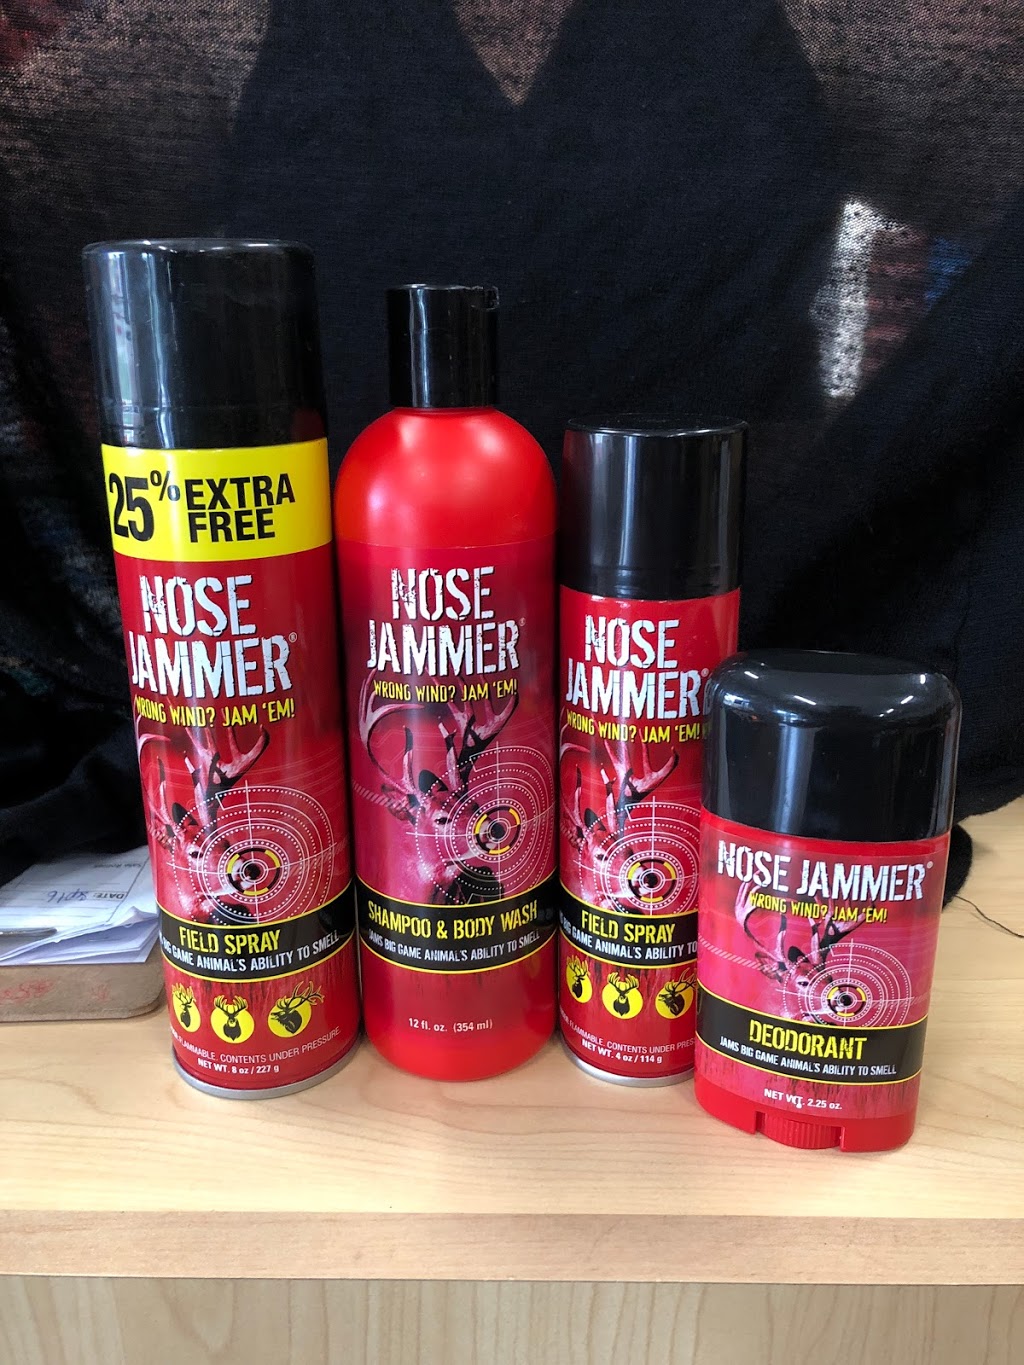 25% EXTRA
FREE
NOSE
JAMMER®
WRONG WIND? JAM 'EM!
FIELD SPRAY
BIG GAME ANIMAL'S ABILITY TO SMELL
FLAMMABLE. CONTENTS UNDER PRESSURE.
NET WT. 8 oz / 227 g
NOSE
JAMMER®
WRONG WIND? JAM 'EM!
SHAMPOO & BODY WASH
JAMS BIG GAME ANIMAL'S ABILITY TO SMELL
12 fl. oz. (354 ml)
NOSE
JAMMER®
WRONG WIND? JAM 'EM!
FIELD SPRAY
BIG GAME ANIMAL'S ABILITY TO
FLAMMABLE. CONTENTS UNDER
NET WT. 4 oz / 114 g
NOSE JAMMER®
WRONG WIND? JAM 'EM!
DEODORANT
JAMS BIG GAME ANIMAL'S ABILITY TO SMELL
NET WT. 2.25 oz.
DATE: